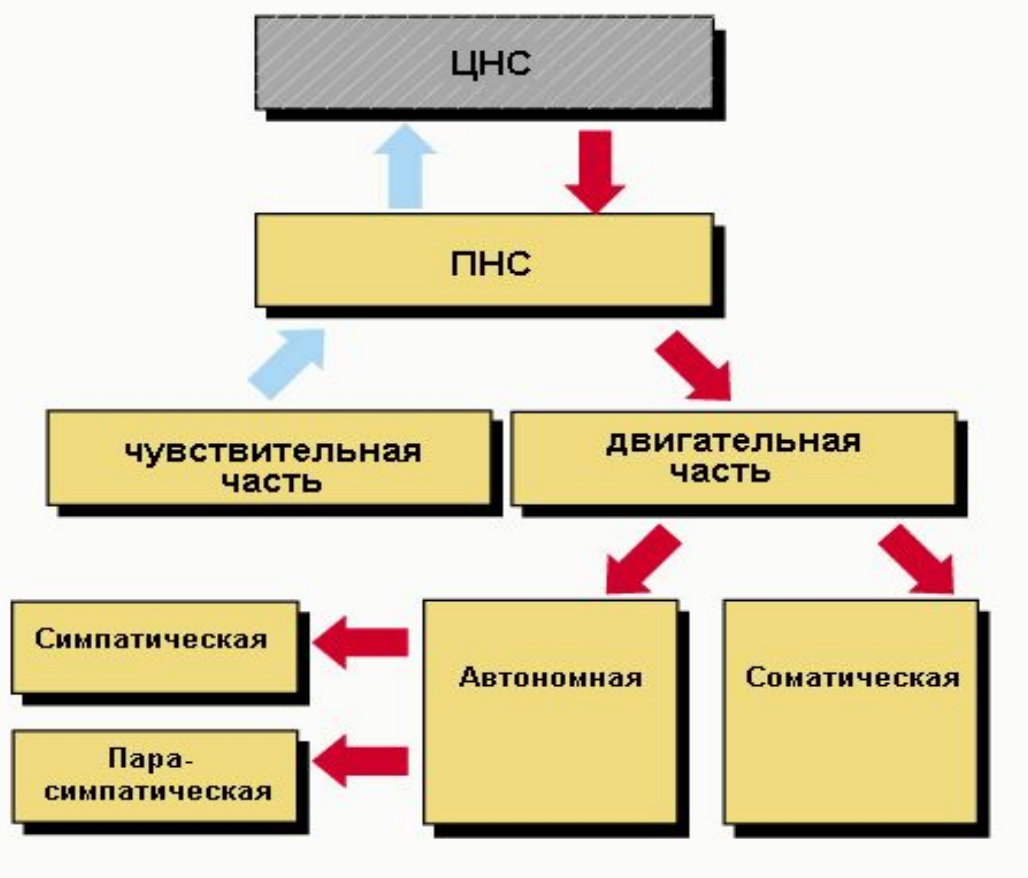 ЦНС
ПНС
чувствительная
часть
двигательная
часть
Симпатическая
Автономная
Соматическая
Пара-
симпатическая